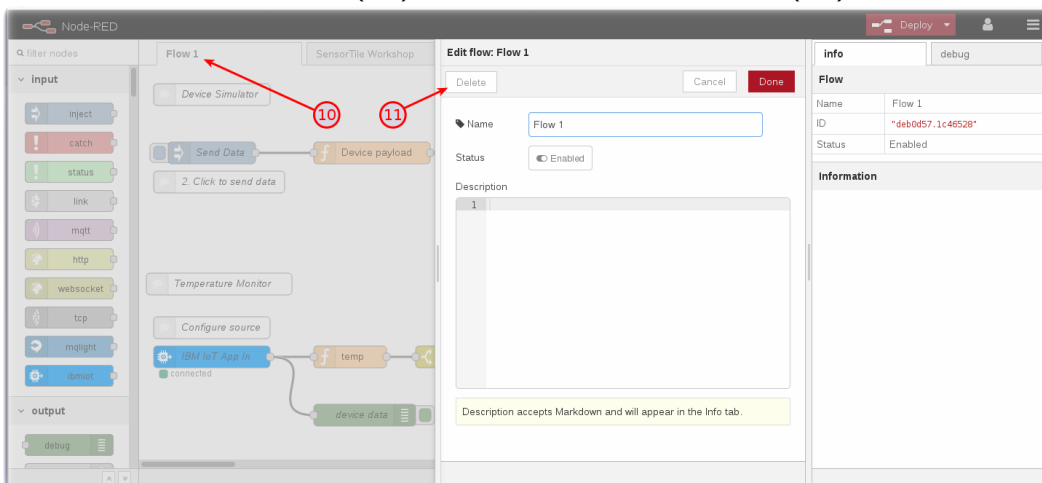 Node-RED
Deploy
filter nodes
Flow 1
SensorTile Workshop
Edit flow: Flow 1
info
debug
input
Delete
Cancel
Done
Flow
Device Simulator
Name
Flow 1
inject
10
11
Name
Flow 1
ID
"deb0d57.1c46528"
catch
Send Data
Device payload
Status
Enabled
Status
Enabled
status
2. Click to send data
Information
Description
link
1
mqtt
http
Temperature Monitor
websocket
tcp
Configure source
mqlight
IBM IoT App In
temp
connected
ibmiot
output
device data
Description accepts Markdown and will appear in the Info tab.
debug